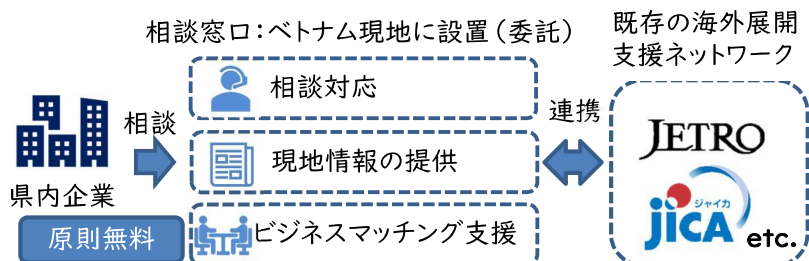 相談窓口：ベトナム現地に設置（委託）
既存の海外展開
支援ネットワーク
県内企業
原則無料
相談
相談対応
現地情報の提供
ビジネスマッチング支援
連携
JETRO
ジャイカ
jICA
etc.